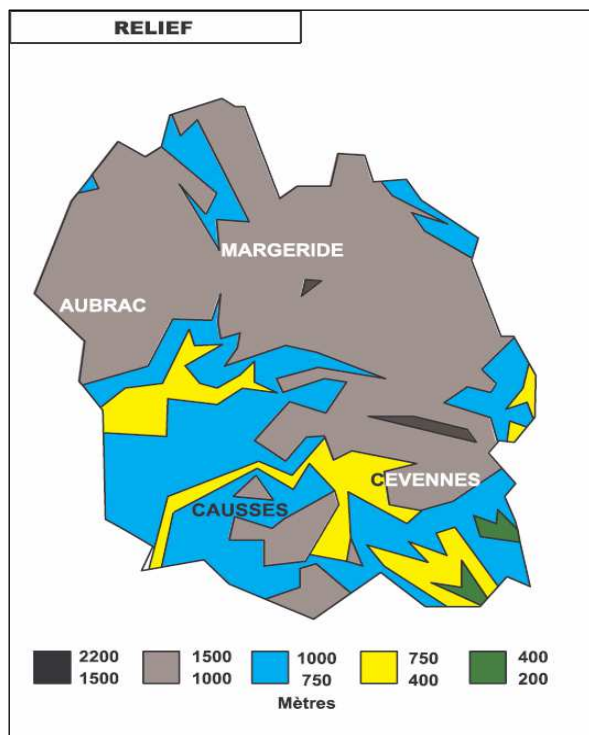 RELIEF
MARGERIDE
AUBRAC
CEVENNES
CAUSSES
2200 1500 1000 750 400
1500 1000 750 400 200
Mètres